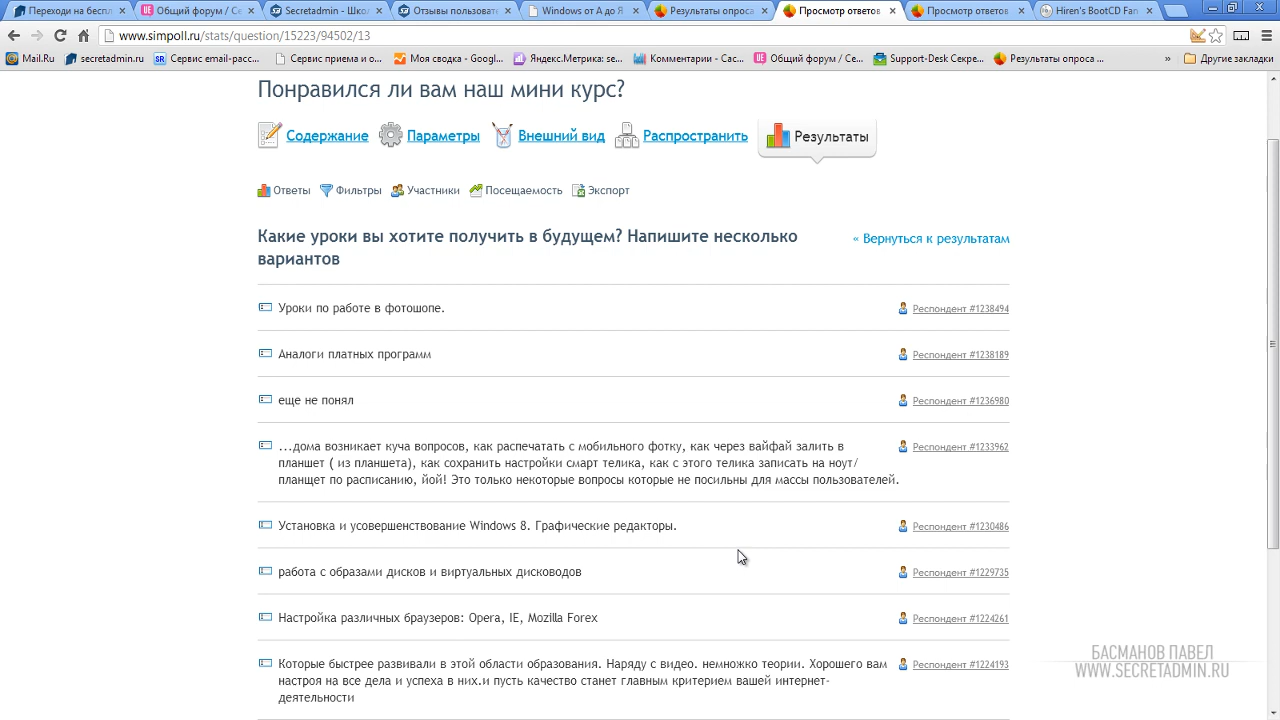 Переходи на беспл
Общий форум / Се
Secretadmin - Шко
Отзывы пользовате
Windows от А до Я
Результаты опроса
Просмотр ответов
Просмотр ответов
Hiren's BootCD Fan
www.simpoll.ru/stats/question/15223/94502/13
Mail.Ru
secretadmin.ru
Сервис email-расс...
Сервис приема и о...
Моя сводка - Googl...
Яндекс.Метрика: se...
Комментарии - Сас...
Общий форум / Се...
Support-Desk Секре...
Результаты опроса ...
»
Другие закладки
Понравился ли вам наш мини курс?
Содержание
Параметры
Внешний вид
Распространить
Результаты
Ответы
Фильтры
Участники
Посещаемость
Экспорт
Какие уроки вы хотите получить в будущем? Напишите несколько
вариантов
« Вернуться к результатам
Уроки по работе в фотошопе.
Респондент #1238494
Аналоги платных программ
Респондент #1238189
еще не понял
Респондент #1236980
...дома возникает куча вопросов, как распечатать с мобильного фотку, как через вайфай залить в
планшет ( из планшета), как сохранить настройки смарт телика, как с этого телика записать на ноут/
планщет по расписанию, йой! Это только некоторые вопросы которые не посильны для массы пользователей.
Респондент #1233962
Установка и усовершенствование Windows 8. Графические редакторы.
Респондент #1230486
работа с образами дисков и виртуальных дисководов
Респондент #1229735
Настройка различных браузеров: Opera, IE, Mozilla Forex
Респондент #1224261
Которые быстрее развивали в этой области образования. Наряду с видео. немножко теории. Хорошего вам
настроя на все дела и успеха в них.и пусть качество станет главным критерием вашей интернет-
деятельности
Респондент #1224193
БАСМАНОВ ПАВЕЛ
WWW.SECRETADMIN.RU